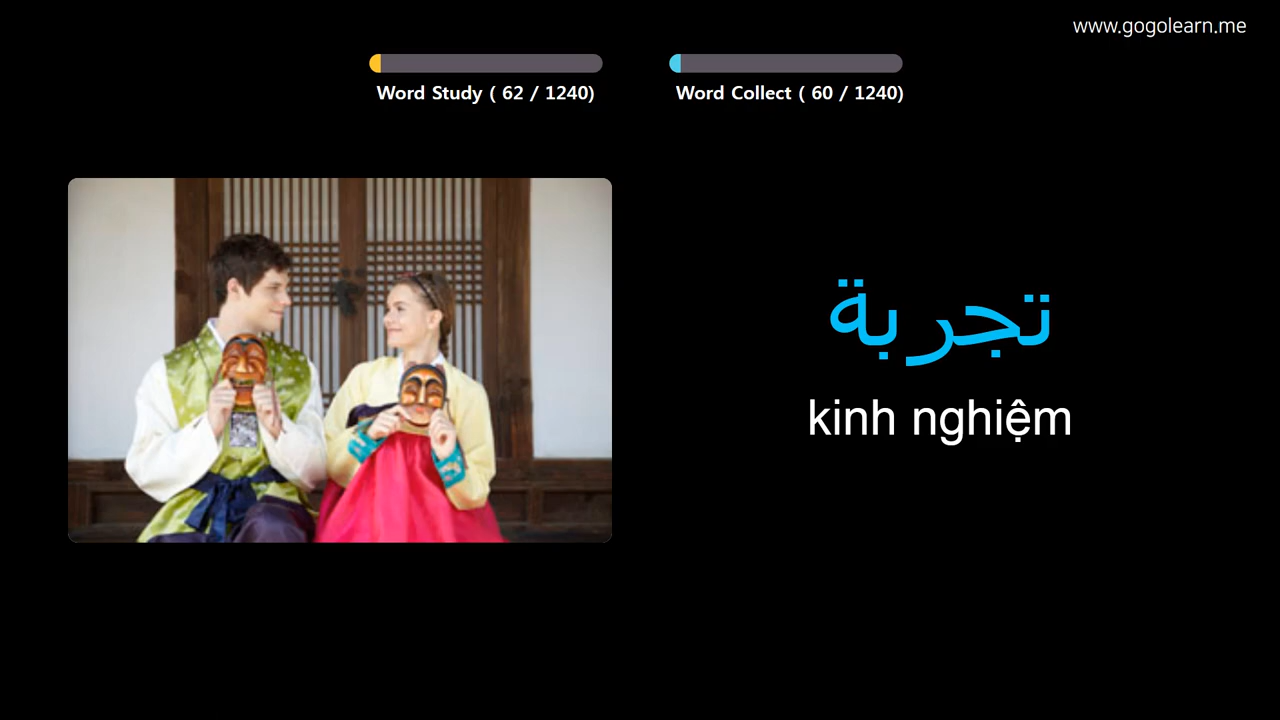 www.gogolearn.me
Word Study ( 62 / 1240)
Word Collect ( 60 / 1240)
تجربة
kinh nghiệm